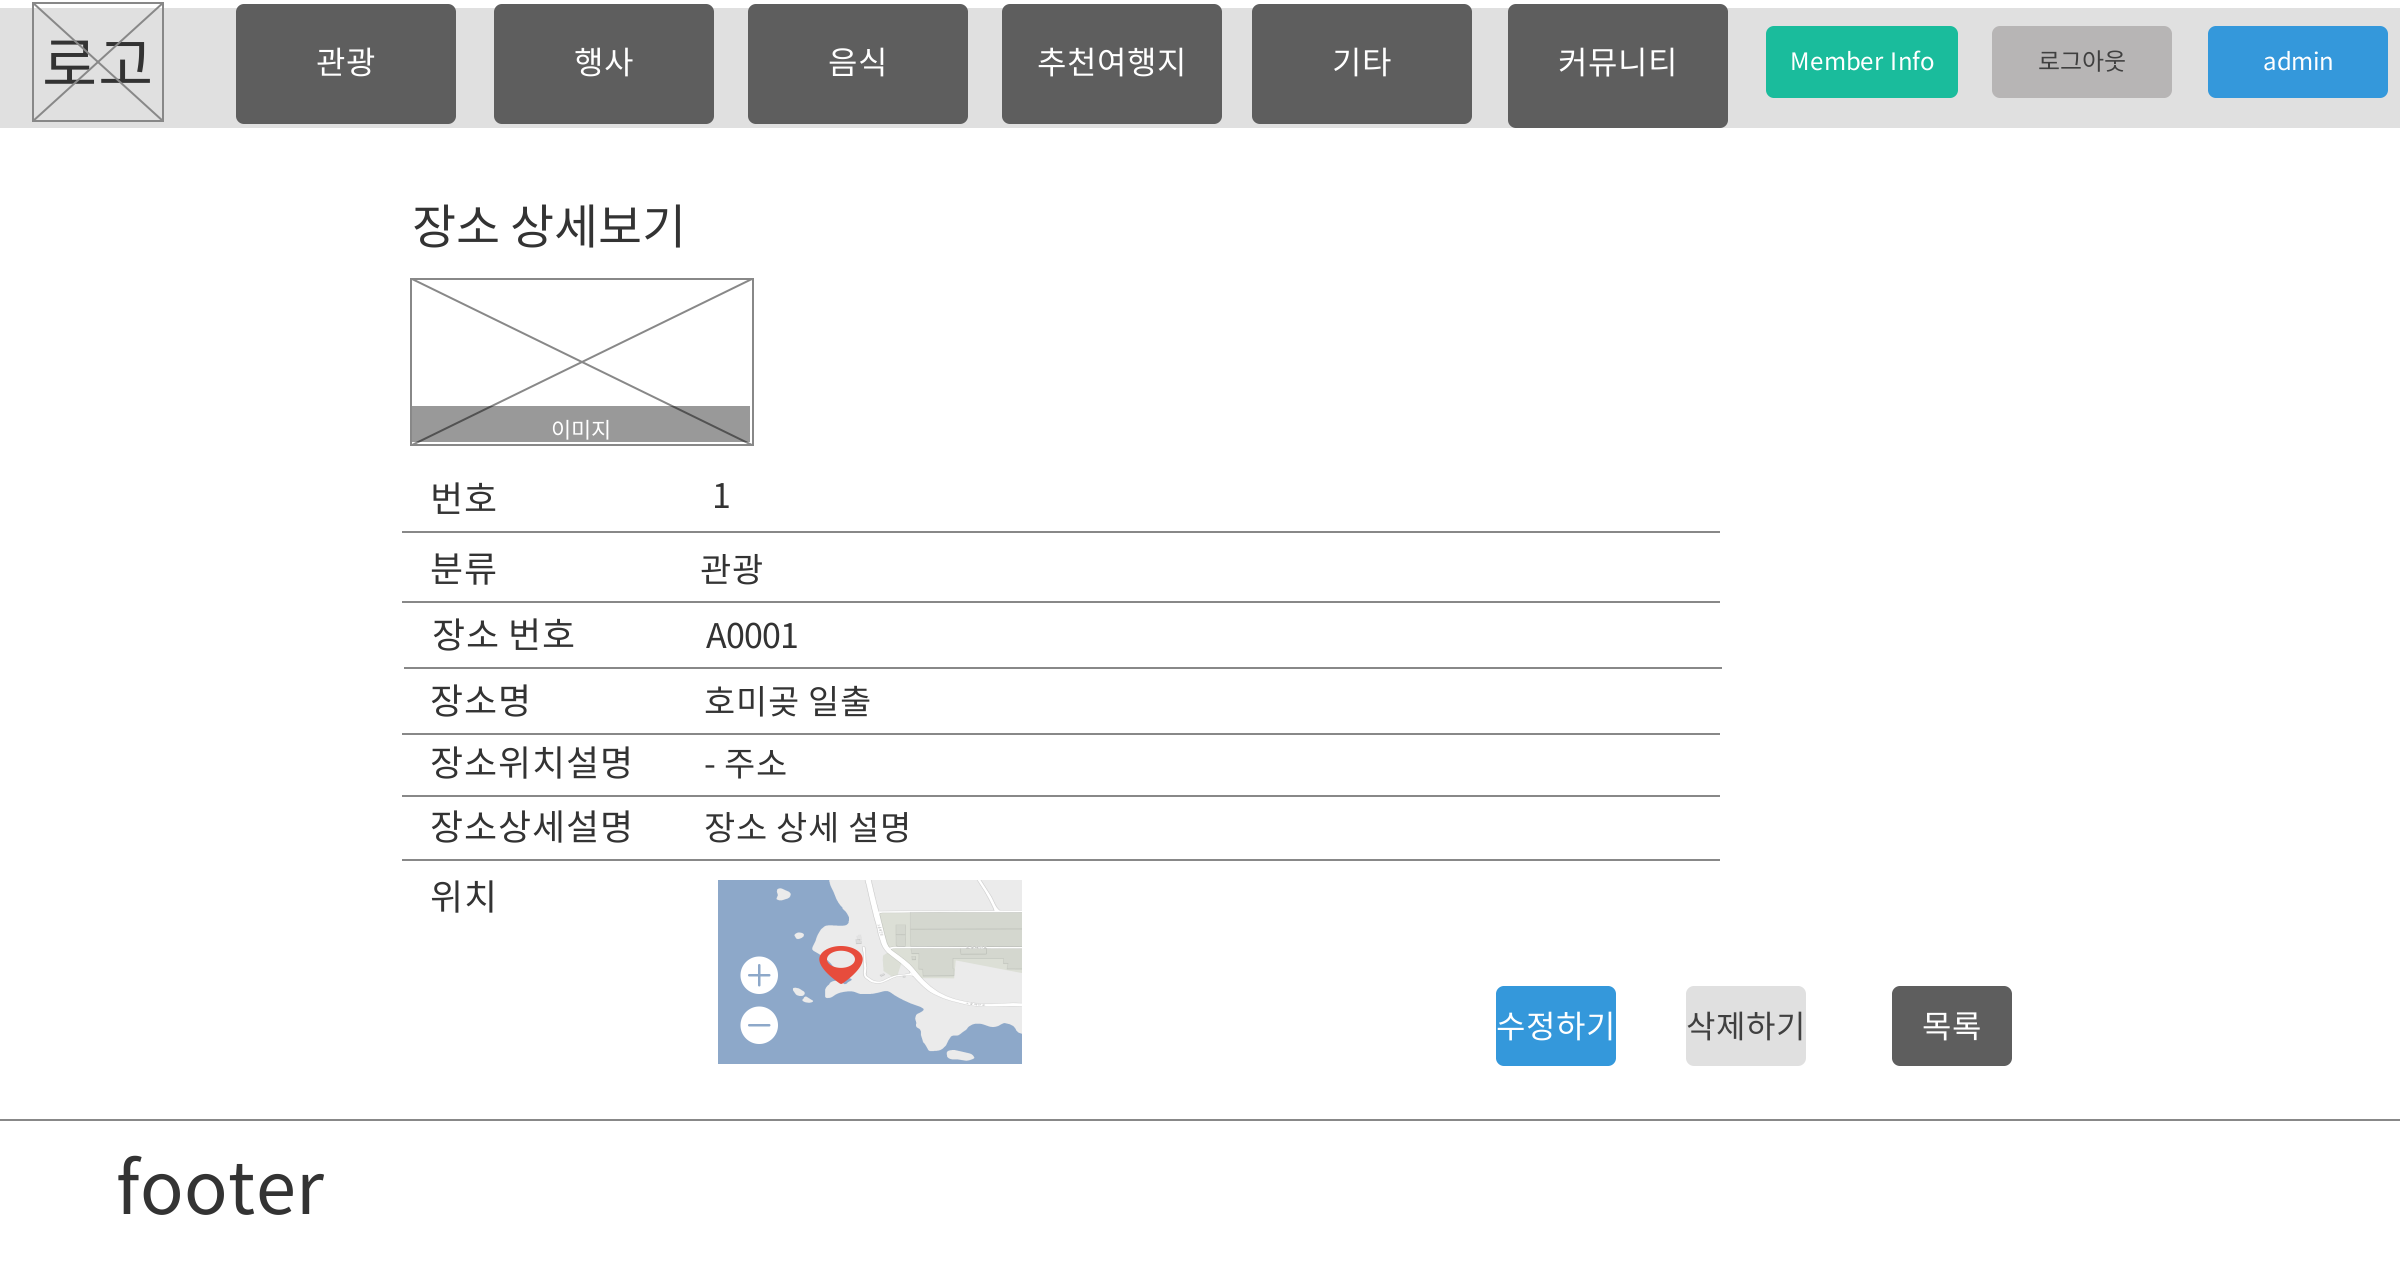 로고
관광 행사 음식 추천여행지 기타 커뮤니티 Member Info 로그아웃 admin
장소 상세보기
이미지
번호 1
분류 관광
장소 번호 A0001
장소명 호미곶 일출
장소위치설명 - 주소
장소상세설명 장소 상세 설명
위치
수정하기 삭제하기 목록
footer